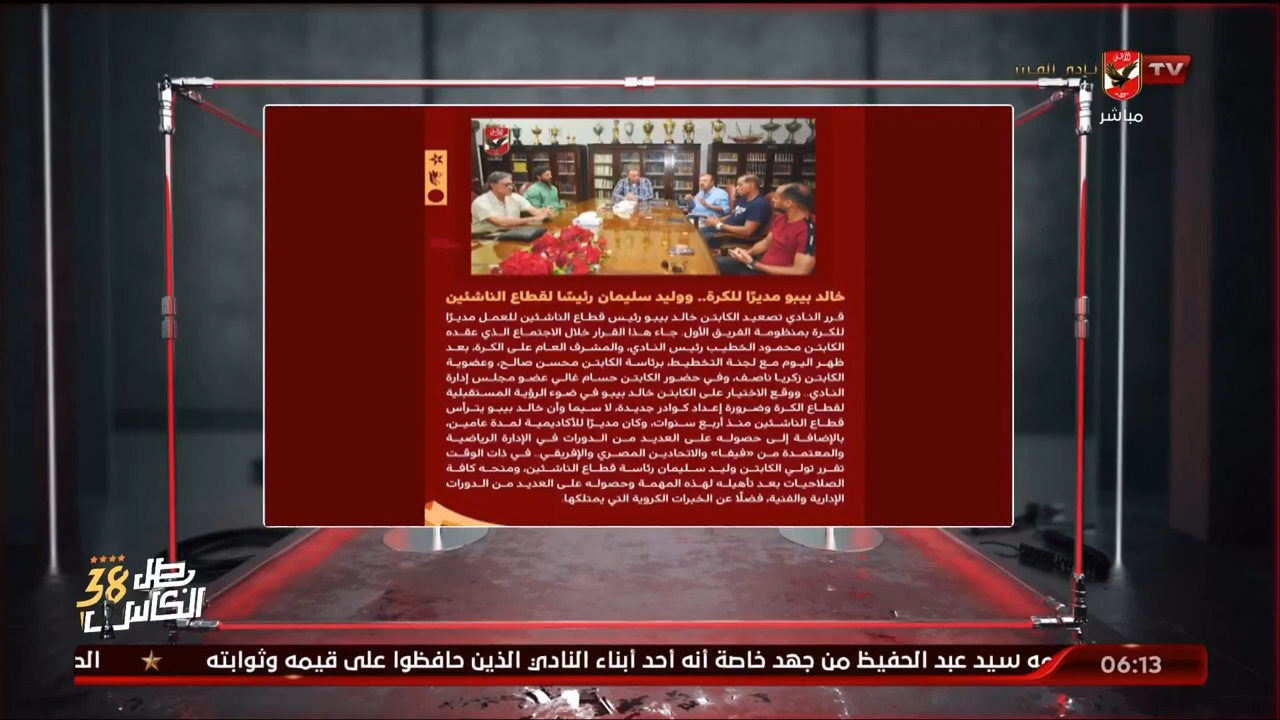 نادي القرن
TV
مباشر
خالد بيبو مديرًا للكرة.. ووليد سليمان رئيسًا لقطاع الناشئين
قرر النادي تصعيد الكابتن خالد بيبو رئيس قطاع الناشئين للعمل مديرًا
للكرة بمنظومة الفريق الأول. جاء هذا القرار خلال الاجتماع الذي عقده
الكابتن محمود الخطيب رئيس النادي، والمشرف العام على الكرة، بعد
ظهر اليوم مع لجنة التخطيط، برئاسة الكابتن محسن صالح، وعضوية
الكابتن زكريا ناصف، وفي حضور الكابتن حسام غالي عضو مجلس إدارة
النادي.. ووقع الاختيار على الكابتن خالد بيبو في ضوء الرؤية المستقبلية
لقطاع الكرة وضرورة إعداد كوادر جديدة، لا سيما وأن خالد بيبو يترأس
قطاع الناشئين منذ أربع سنوات، وكان مديرًا للأكاديمية لمدة عامين،
بالإضافة إلى حصوله على العديد من الدورات في الإدارة الرياضية
والمعتمدة من «فيفا» والاتحادين المصري والإفريقي.. في ذات الوقت
تقرر تولي الكابتن وليد سليمان رئاسة قطاع الناشئين، ومنحه كافة
الصلاحيات بعد تأهيله لهذه المهمة وحصوله على العديد من الدورات
الإدارية والفنية، فضلًا عن الخبرات الكروية التي يمتلكها.
بطل الكاس 38
مه سيد عبد الحفيظ من جهد خاصة أنه أحد أبناء النادي الذين حافظوا على قيمه وثوابته
06:13